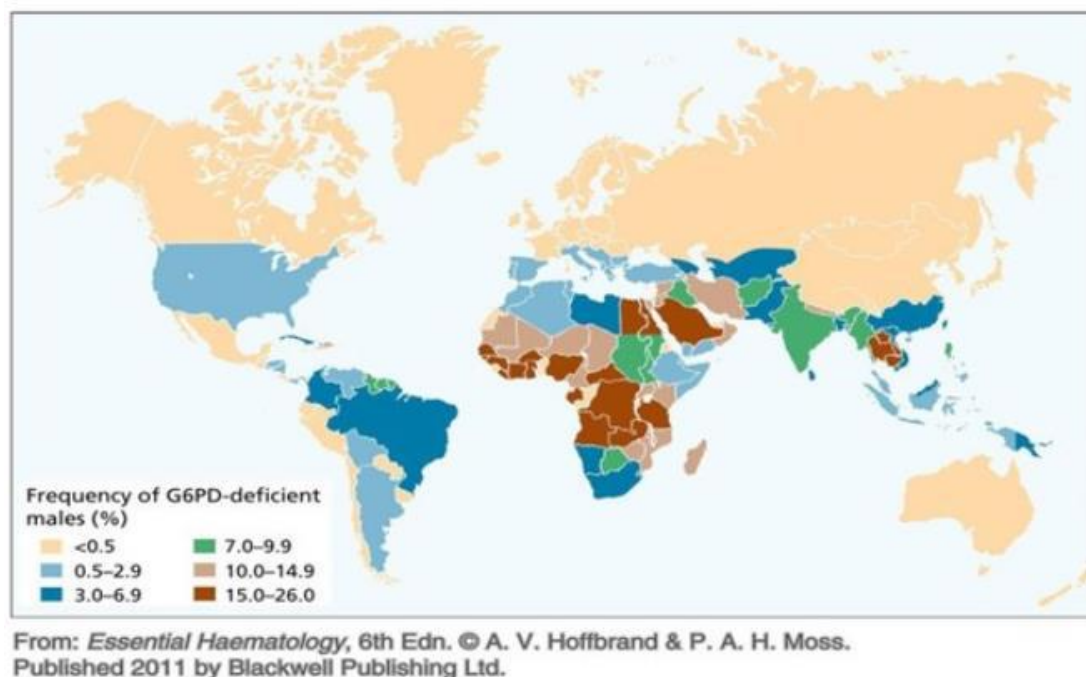 Frequency of G6PD-deficient
males (%)
<0.5
0.5–2.9
3.0–6.9
7.0–9.9
10.0–14.9
15.0–26.0
From: Essential Haematology, 6th Edn. © A. V. Hoffbrand & P. A. H. Moss.
Published 2011 by Blackwell Publishing Ltd.